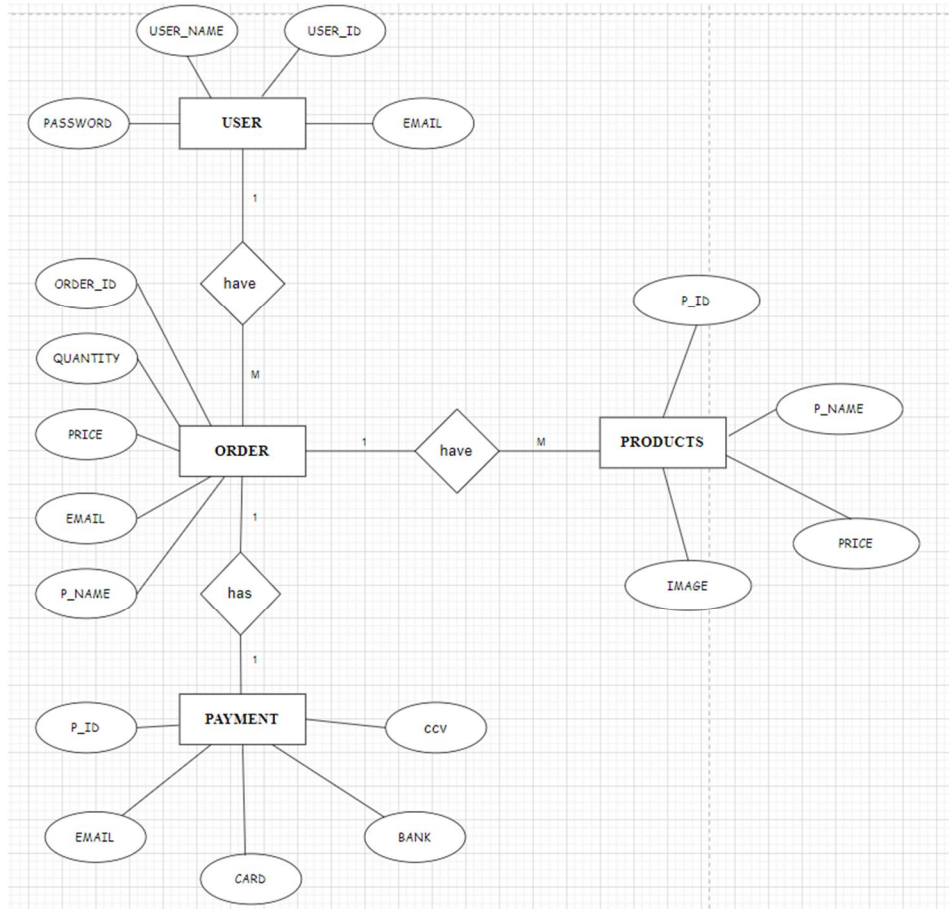 USER_NAME
USER_ID
PASSWORD
USER
EMAIL
1
have
ORDER_ID
P_ID
QUANTITY
M
P_NAME
PRICE
ORDER
1
have
M
PRODUCTS
EMAIL
1
PRICE
P_NAME
has
IMAGE
1
P_ID
PAYMENT
CCV
EMAIL
BANK
CARD